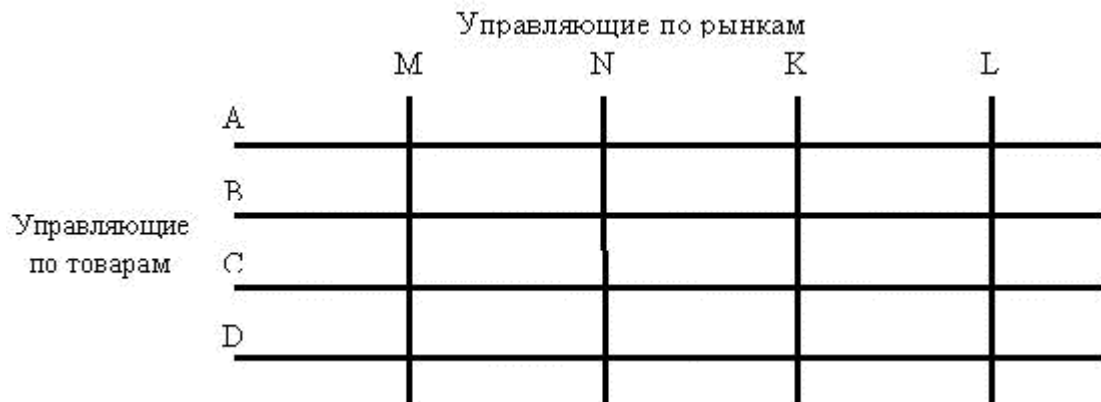 Управляющие по рынкам
M N K L
A
B
Управляющие
по товарам
C
D